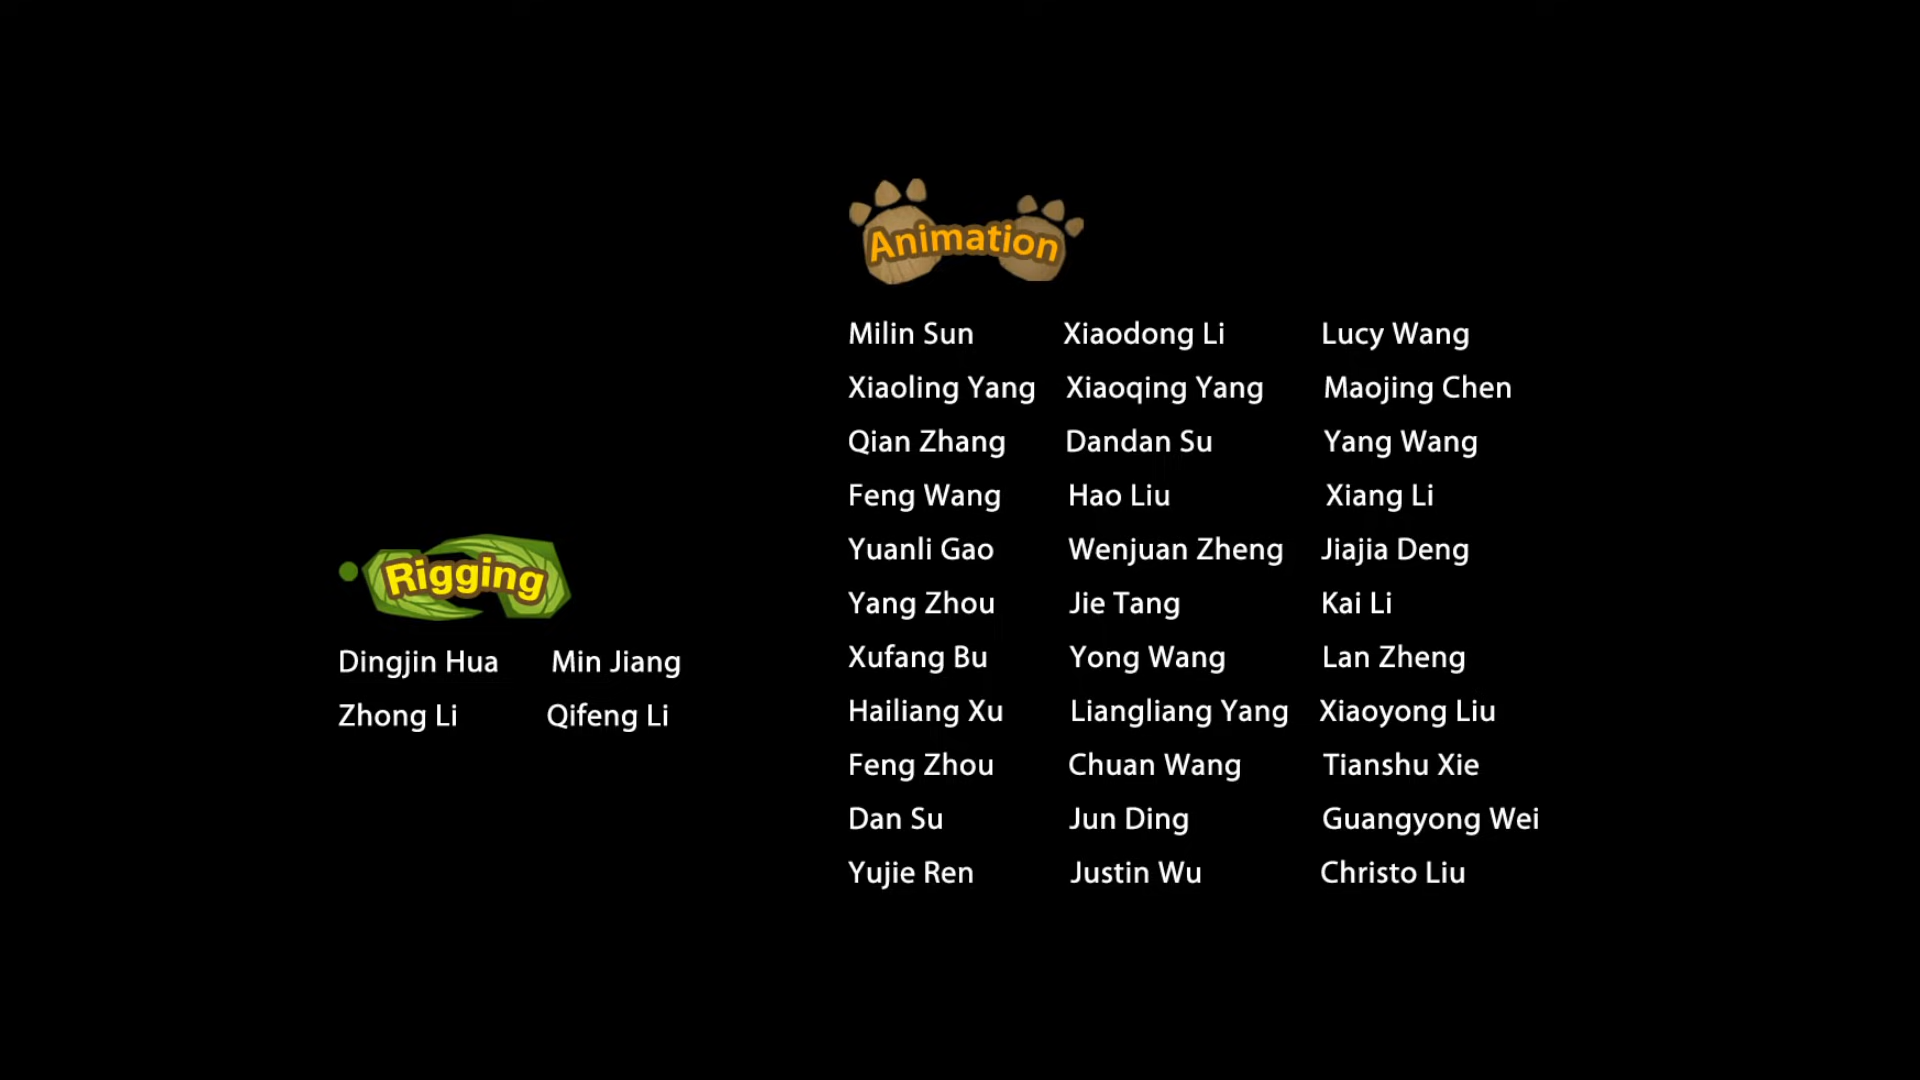 Rigging
Dingjin Hua Min Jiang
Zhong Li Qifeng Li
Animation
Milin Sun Xiaodong Li Lucy Wang
Xiaoling Yang Xiaoqing Yang Maojing Chen
Qian Zhang Dandan Su Yang Wang
Feng Wang Hao Liu Xiang Li
Yuanli Gao Wenjuan Zheng Jiajia Deng
Yang Zhou Jie Tang Kai Li
Xufang Bu Yong Wang Lan Zheng
Hailiang Xu Liangliang Yang Xiaoyong Liu
Feng Zhou Chuan Wang Tianshu Xie
Dan Su Jun Ding Guangyong Wei
Yujie Ren Justin Wu Christo Liu